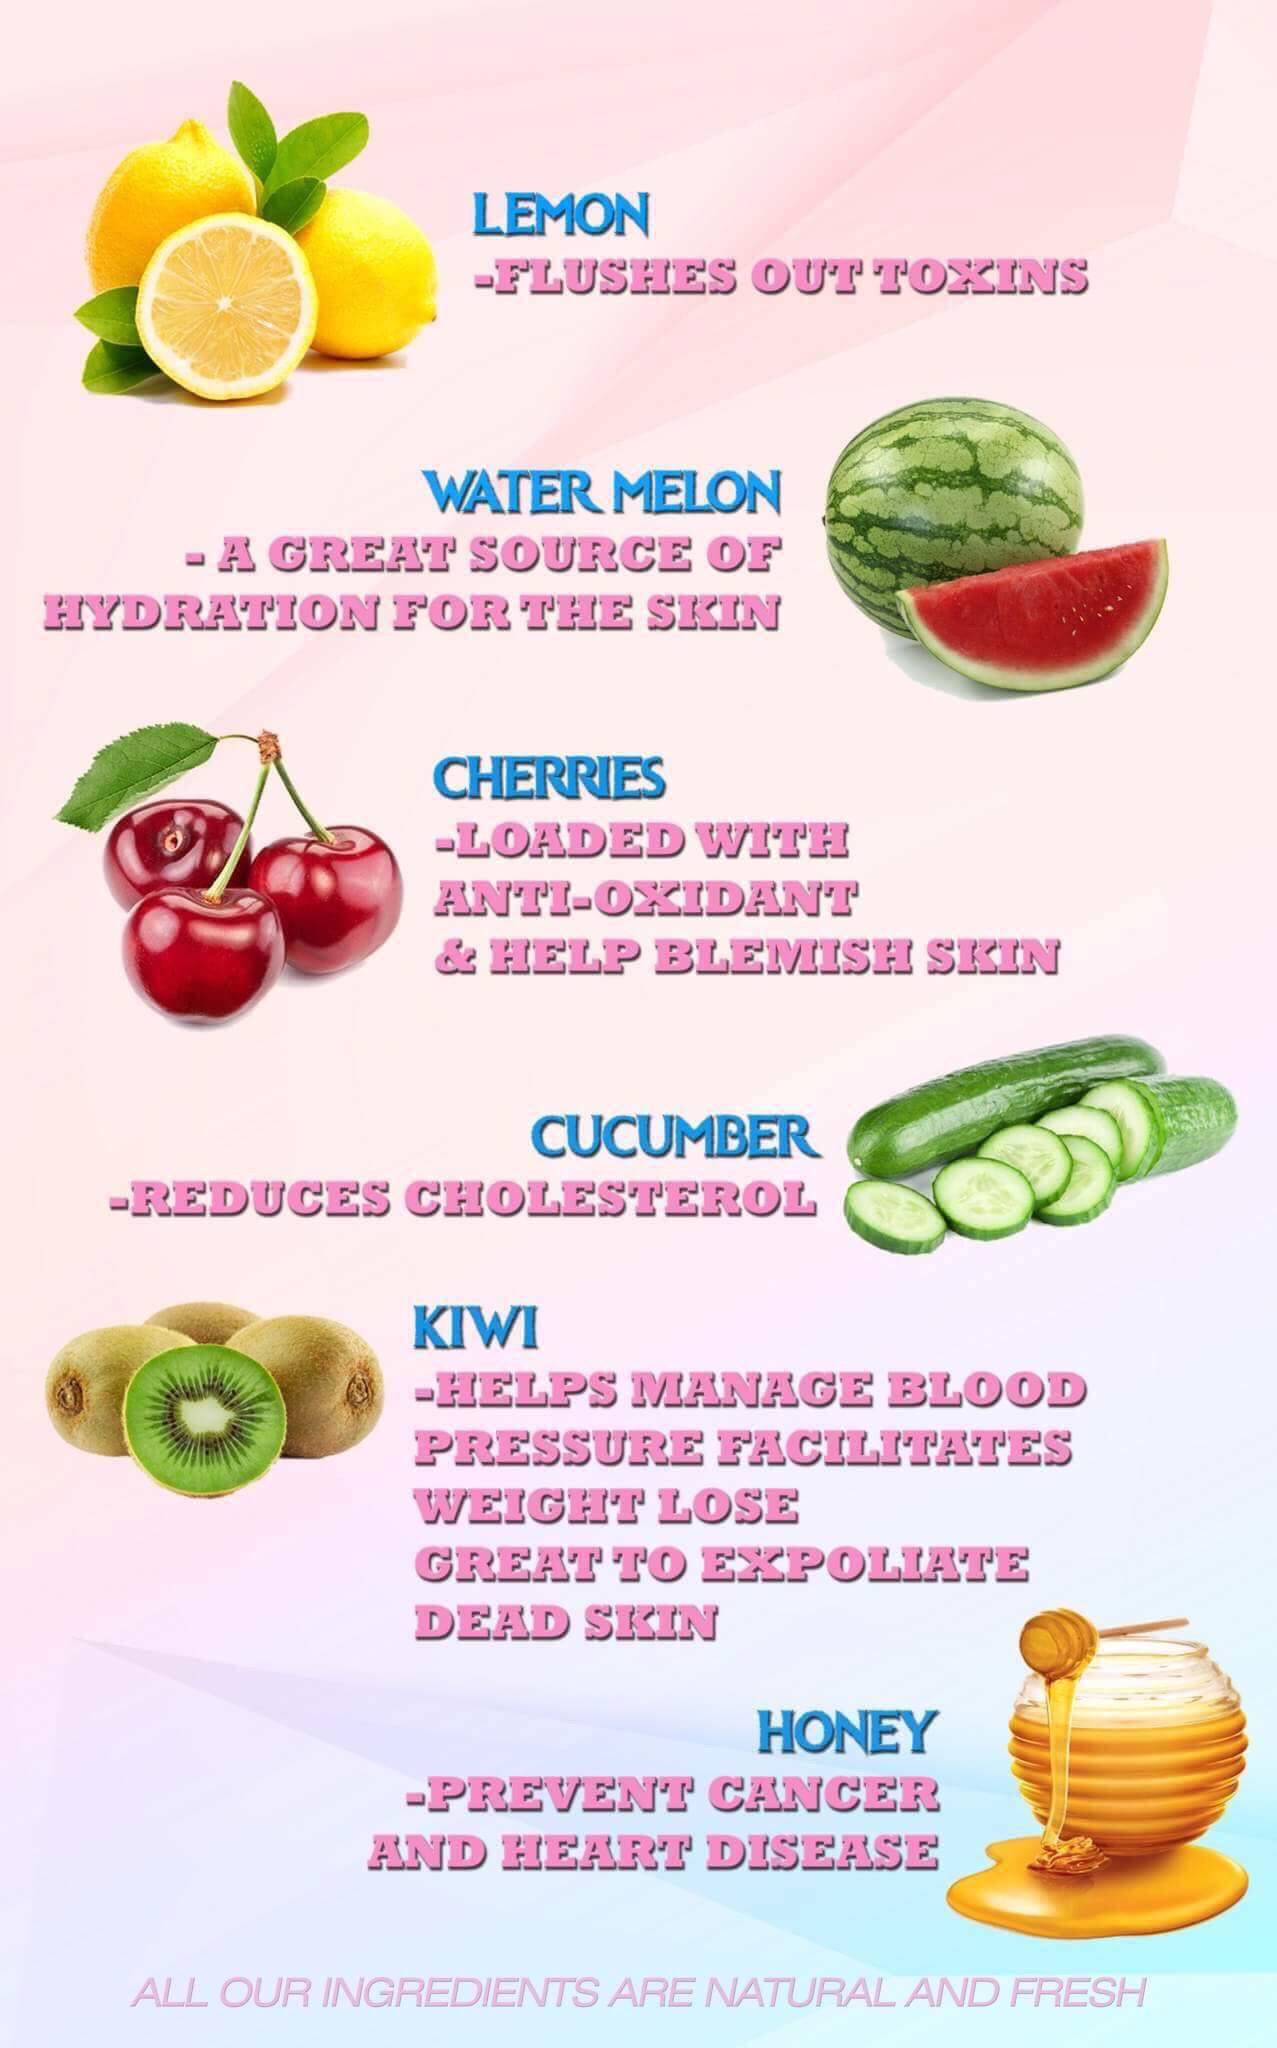 LEMON
-FLUSHES OUT TOXINS
WATER MELON
- A GREAT SOURCE OF
HYDRATION FOR THE SKIN
CHERRIES
-LOADED WITH
ANTI-OXIDANT
& HELP BLEMISH SKIN
CUCUMBER
-REDUCES CHOLESTEROL
KIWI
-HELPS MANAGE BLOOD
PRESSURE FACILITATES
WEIGHT LOSE
GREAT TO EXPOLIATE
DEAD SKIN
HONEY
-PREVENT CANCER
AND HEART DISEASE
ALL OUR INGREDIENTS ARE NATURAL AND FRESH